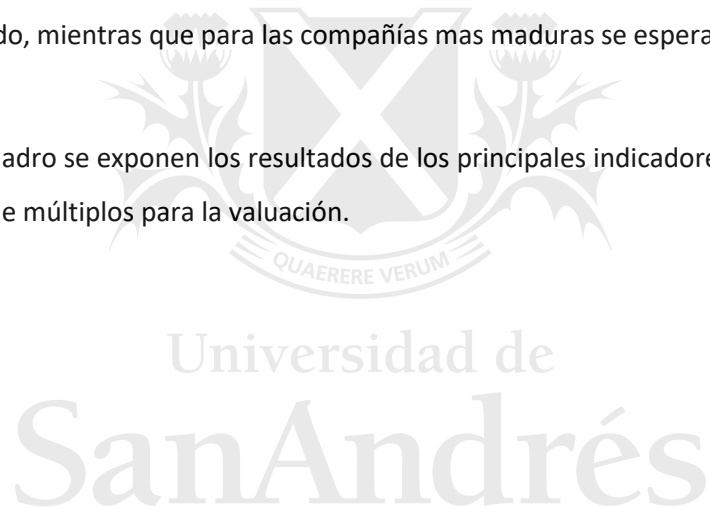 do, mientras que para las compañías mas maduras se espera
adro se exponen los resultados de los principales indicadore
e múltiplos para la valuación.
QUAERERE VERUM
Universidad de
SanAndrés